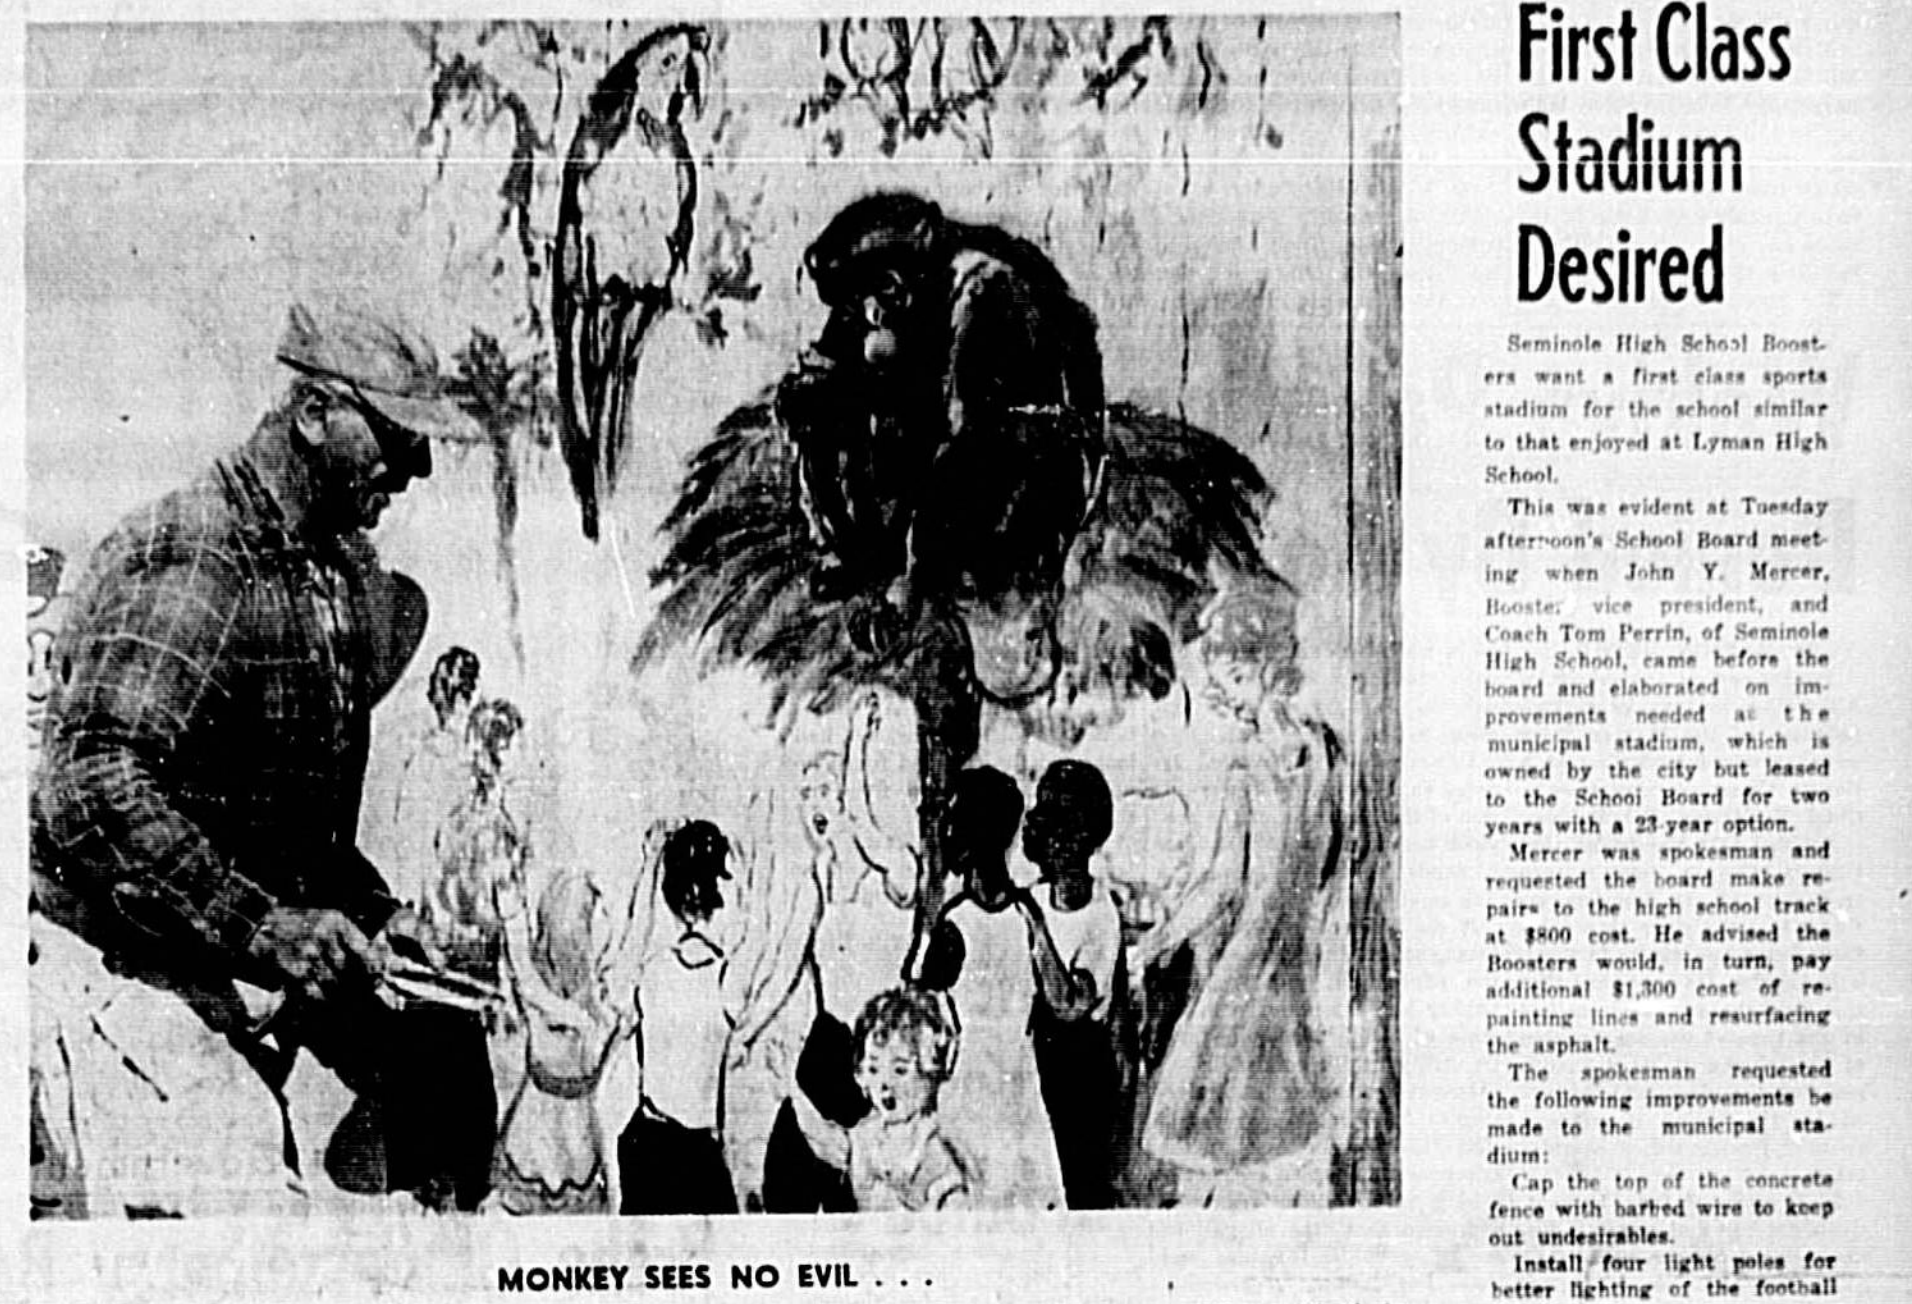 MONKEY SEES NO EVIL . . .
First Class
Stadium
Desired
Seminole High School Boost-
ers want a first class sports
stadium for the school similar
to that enjoyed at Lyman High
School.
This was evident at Tuesday
afternoon's School Board meet-
ing when John Y. Mercer,
Booster vice president, and
Coach Tom Perrin, of Seminole
High School, came before the
board and elaborated on im-
provements needed at the
municipal stadium, which is
owned by the city but leased
to the School Board for two
years with a 23-year option.
Mercer was spokesman and
requested the board make re-
pairs to the high school track
at $800 cost. He advised the
Boosters would, in turn, pay
additional $1,300 cost of re-
painting lines and resurfacing
the asphalt.
The spokesman requested
the following improvements be
made to the municipal sta-
dium:
Cap the top of the concrete
fence with barbed wire to keep
out undesirables.
Install four light poles for
better lighting of the football